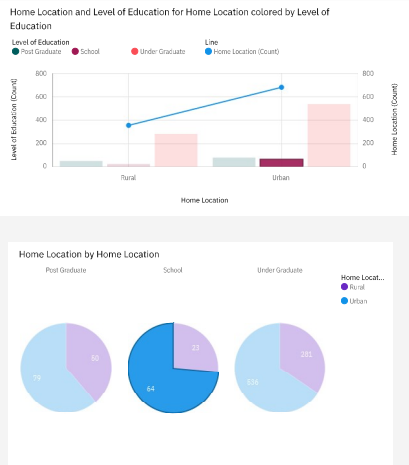 Home Location and Level of Education for Home Location colored by Level of
Education
Level of Education
Post Graduate
School
Under Graduate
Line
Home Location (Count)
Level of Education (Count)
800
600
400
200
0
800
600
400
200
0
Home Location (Count)
Rural
Urban
Home Location
Home Location by Home Location
Post Graduate
School
Under Graduate
Home Locat...
Rural
Urban
79
64
23
281